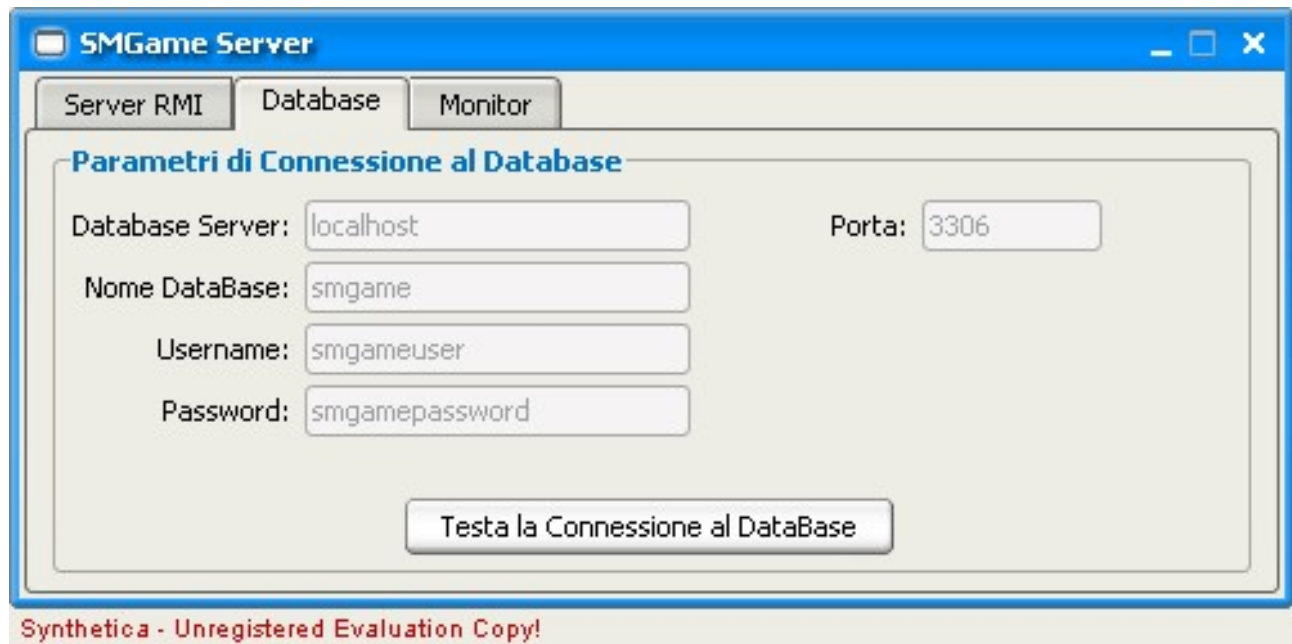 SMGame Server
Server RMI Database Monitor
Parametri di Connessione al Database
Database Server: localhost Porta: 3306
Nome DataBase: smgame
Username: smgameuser
Password: smgamepassword
Testa la Connessione al DataBase
Synthetica - Unregistered Evaluation Copy!